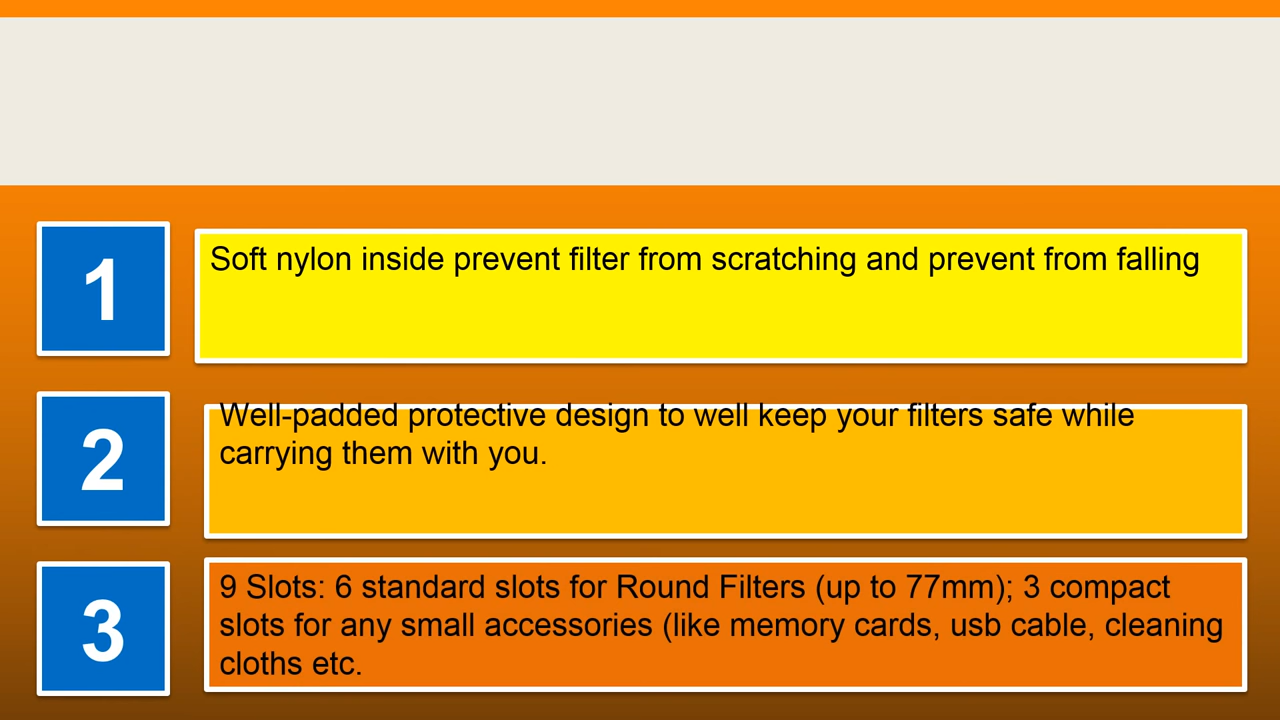 1
Soft nylon inside prevent filter from scratching and prevent from falling
2
Well-padded protective design to well keep your filters safe while
carrying them with you.
3
9 Slots: 6 standard slots for Round Filters (up to 77mm); 3 compact
slots for any small accessories (like memory cards, usb cable, cleaning
cloths etc.